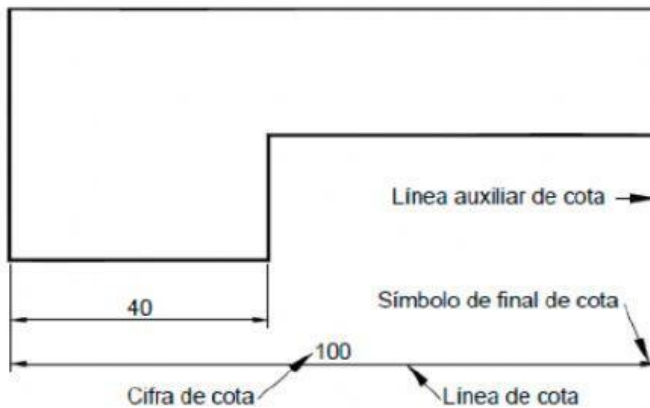 Línea auxiliar de cota
40
Símbolo de final de cota
100
Cifra de cota
Línea de cota